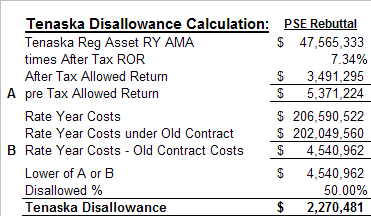 Tenaska Disallowance Calculation: PSE Rebuttal
Tenaska Reg Asset RY AMA $ 47,565,333
times After Tax ROR 7.34%
After Tax Allowed Return $ 3,491,295
A pre Tax Allowed Return $ 5,371,224
Rate Year Costs $ 206,590,522
Rate Year Costs under Old Contract $ 202,049,560
B Rate Year Costs - Old Contract Costs $ 4,540,962
Lower of A or B $ 4,540,962
Disallowed % 50.00%
Tenaska Disallowance $ 2,270,481